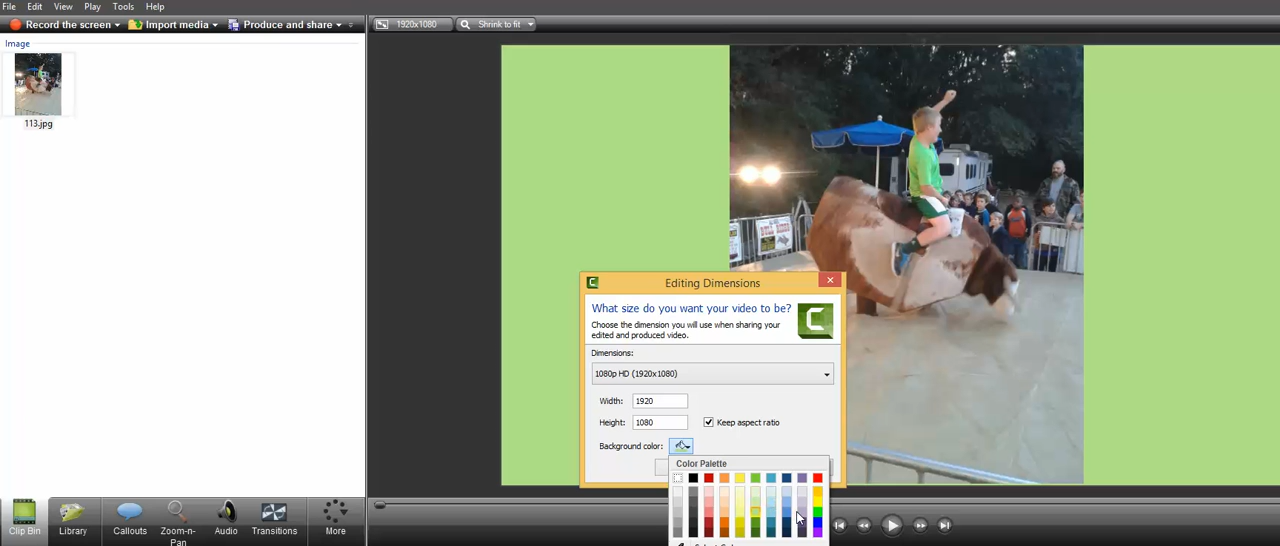 File Edit View Play Tools Help
Record the screen Import media Produce and share
1920x1080 Shrink to fit
Image
113.jpg
Editing Dimensions
What size do you want your video to be?
Choose the dimension you will use when sharing your
edited and produced video.
Dimensions:
1080p HD (1920x1080)
Width: 1920
Height: 1080 Keep aspect ratio
Background color:
Color Palette
Clip Bin Library Callouts Zoom-n-
Pan Audio Transitions More